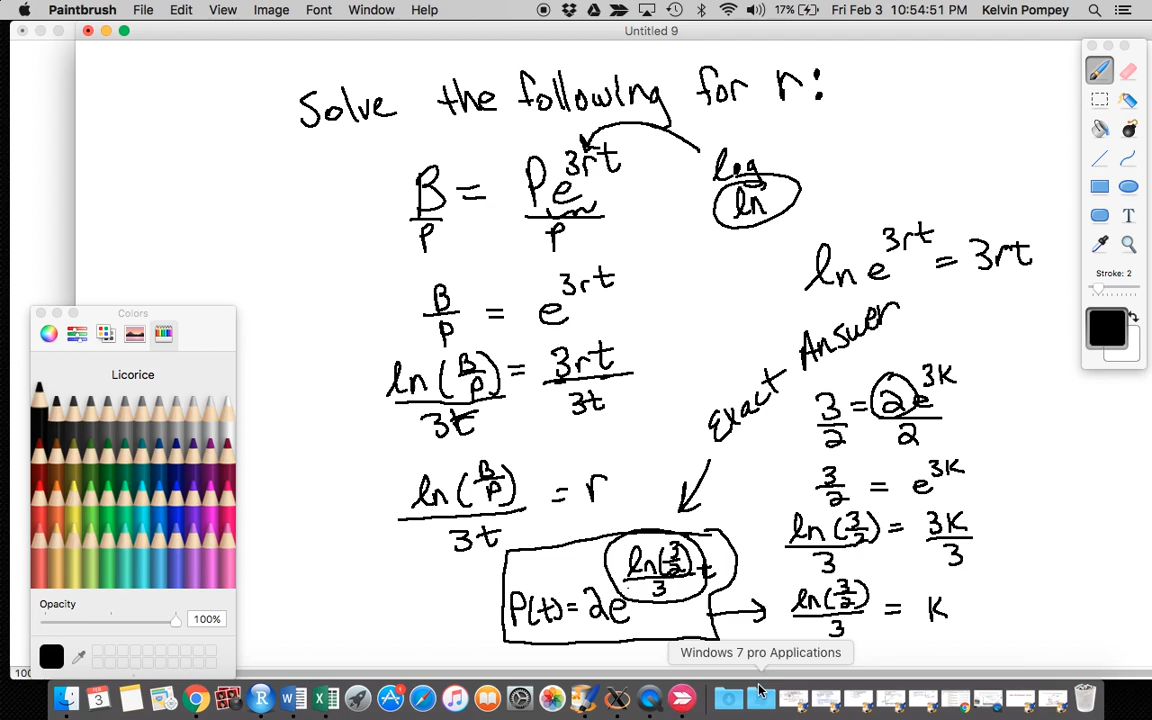 Paintbrush File Edit View Image Font Window Help 17% Fri Feb 3 10:54:51 Kelvin Pompey
Untitled 9
Solve the following for r:
B/P = Pe^3rt/P
log
ln
ln e^3rt = 3rt
B/P = e^3rt
ln(B/P)/3t = 3rt/3t
ln(B/P)/3t = r
Exact Answer
3/2 = 2e^3K/2
3/2 = e^3K
ln(3/2)/3 = 3K/3
ln(3/2)/3 = K
P(t) = 2e^ln(3/2)/3 t
Colors
Licorice
Opacity
100%
Stroke: 2
T
100
Windows 7 pro Applications
3